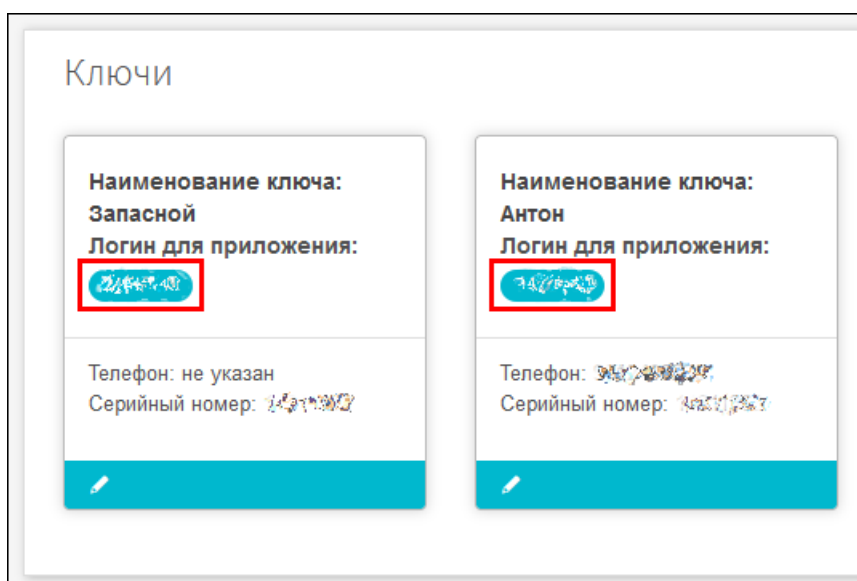 Ключи
Наименование ключа:
Запасной
Логин для приложения:
Телефон: не указан
Серийный номер:
Наименование ключа:
Антон
Логин для приложения:
Телефон:
Серийный номер: